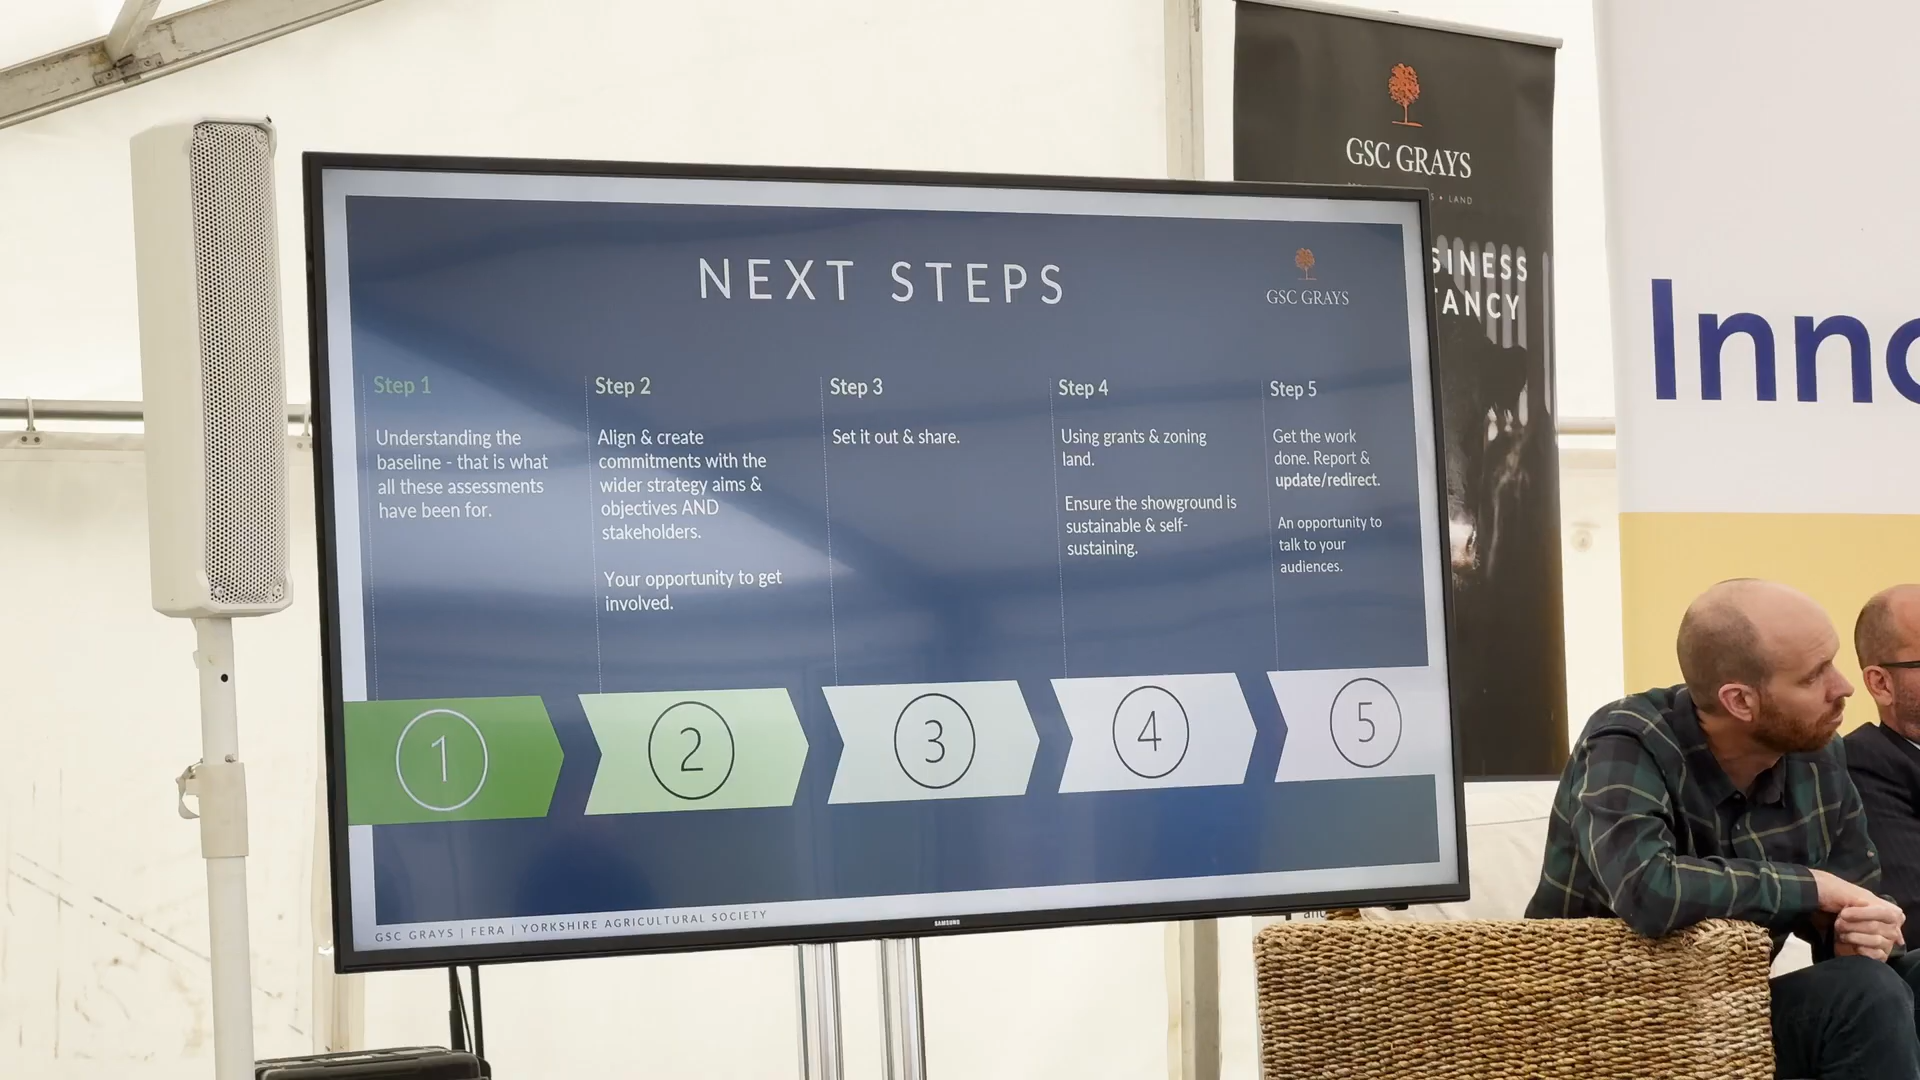 GSC GRAYS
S • LAND
SINESS
TANCY
Inno
NEXT STEPS
GSC GRAYS
Step 1
Understanding the
baseline - that is what
all these assessments
have been for.
Step 2
Align & create
commitments with the
wider strategy aims &
objectives AND
stakeholders.
Your opportunity to get
involved.
Step 3
Set it out & share.
Step 4
Using grants & zoning
land.
Ensure the showground is
sustainable & self-
sustaining.
Step 5
Get the work
done. Report &
update/redirect.
An opportunity to
talk to your
audiences.
1
2
3
4
5
GSC GRAYS | FERA | YORKSHIRE AGRICULTURAL SOCIETY
SAMSUNG
and